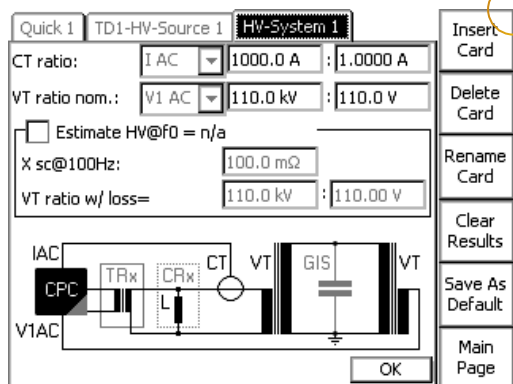 Quick 1 TD1-HV-Source 1 HV-System 1
CT ratio: I AC 1000.0 A : 1.0000 A
VT ratio nom.: V1 AC 110.0 kV : 110.0 V
Estimate HV@f0 = n/a
X sc@100Hz: 100.0 mΩ
VT ratio w/ loss= 110.0 kV : 110.00 V
IAC
TRx CRx CT VT GIS VT
CPC
L
V1AC
OK
Insert
Card
Delete
Card
Rename
Card
Clear
Results
Save As
Default
Main
Page